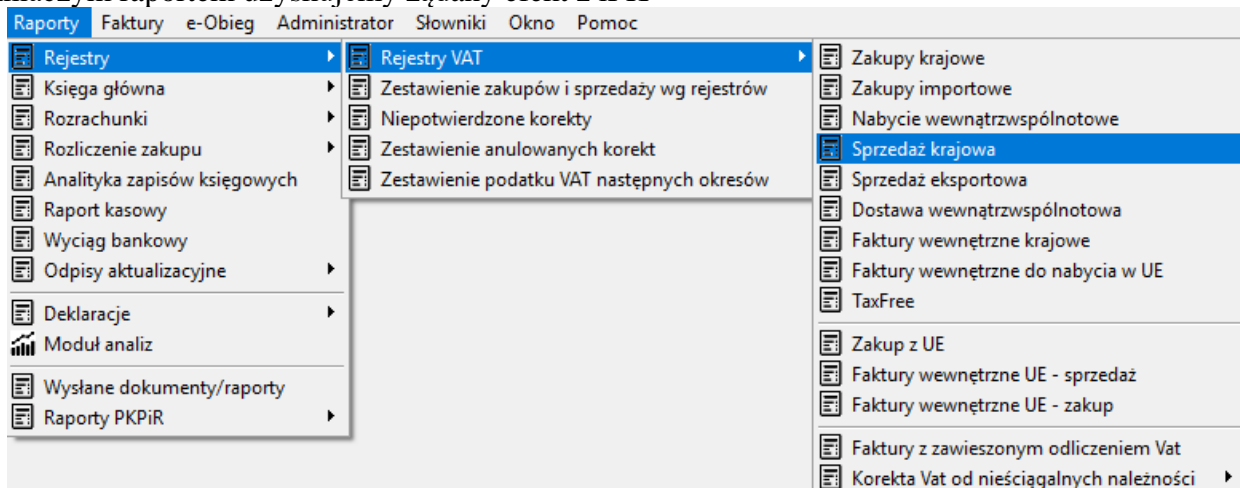 Raporty Faktury e-Obieg Administrator Słowniki Okno Pomoc
Rejestry
Księga główna
Rozrachunki
Rozliczenie zakupu
Analityka zapisów księgowych
Raport kasowy
Wyciąg bankowy
Odpisy aktualizacyjne
Deklaracje
Moduł analiz
Wysłane dokumenty/raporty
Raporty PKPiR
Rejestry VAT
Zestawienie zakupów i sprzedaży wg rejestrów
Niepotwierdzone korekty
Zestawienie anulowanych korekt
Zestawienie podatku VAT następnych okresów
Zakupy krajowe
Zakupy importowe
Nabycie wewnątrzwspólnotowe
Sprzedaż krajowa
Sprzedaż eksportowa
Dostawa wewnątrzwspólnotowa
Faktury wewnętrzne krajowe
Faktury wewnętrzne do nabycia w UE
TaxFree
Zakup z UE
Faktury wewnętrzne UE - sprzedaż
Faktury wewnętrzne UE - zakup
Faktury z zawieszonym odliczeniem Vat
Korekta Vat od nieściągalnych należności